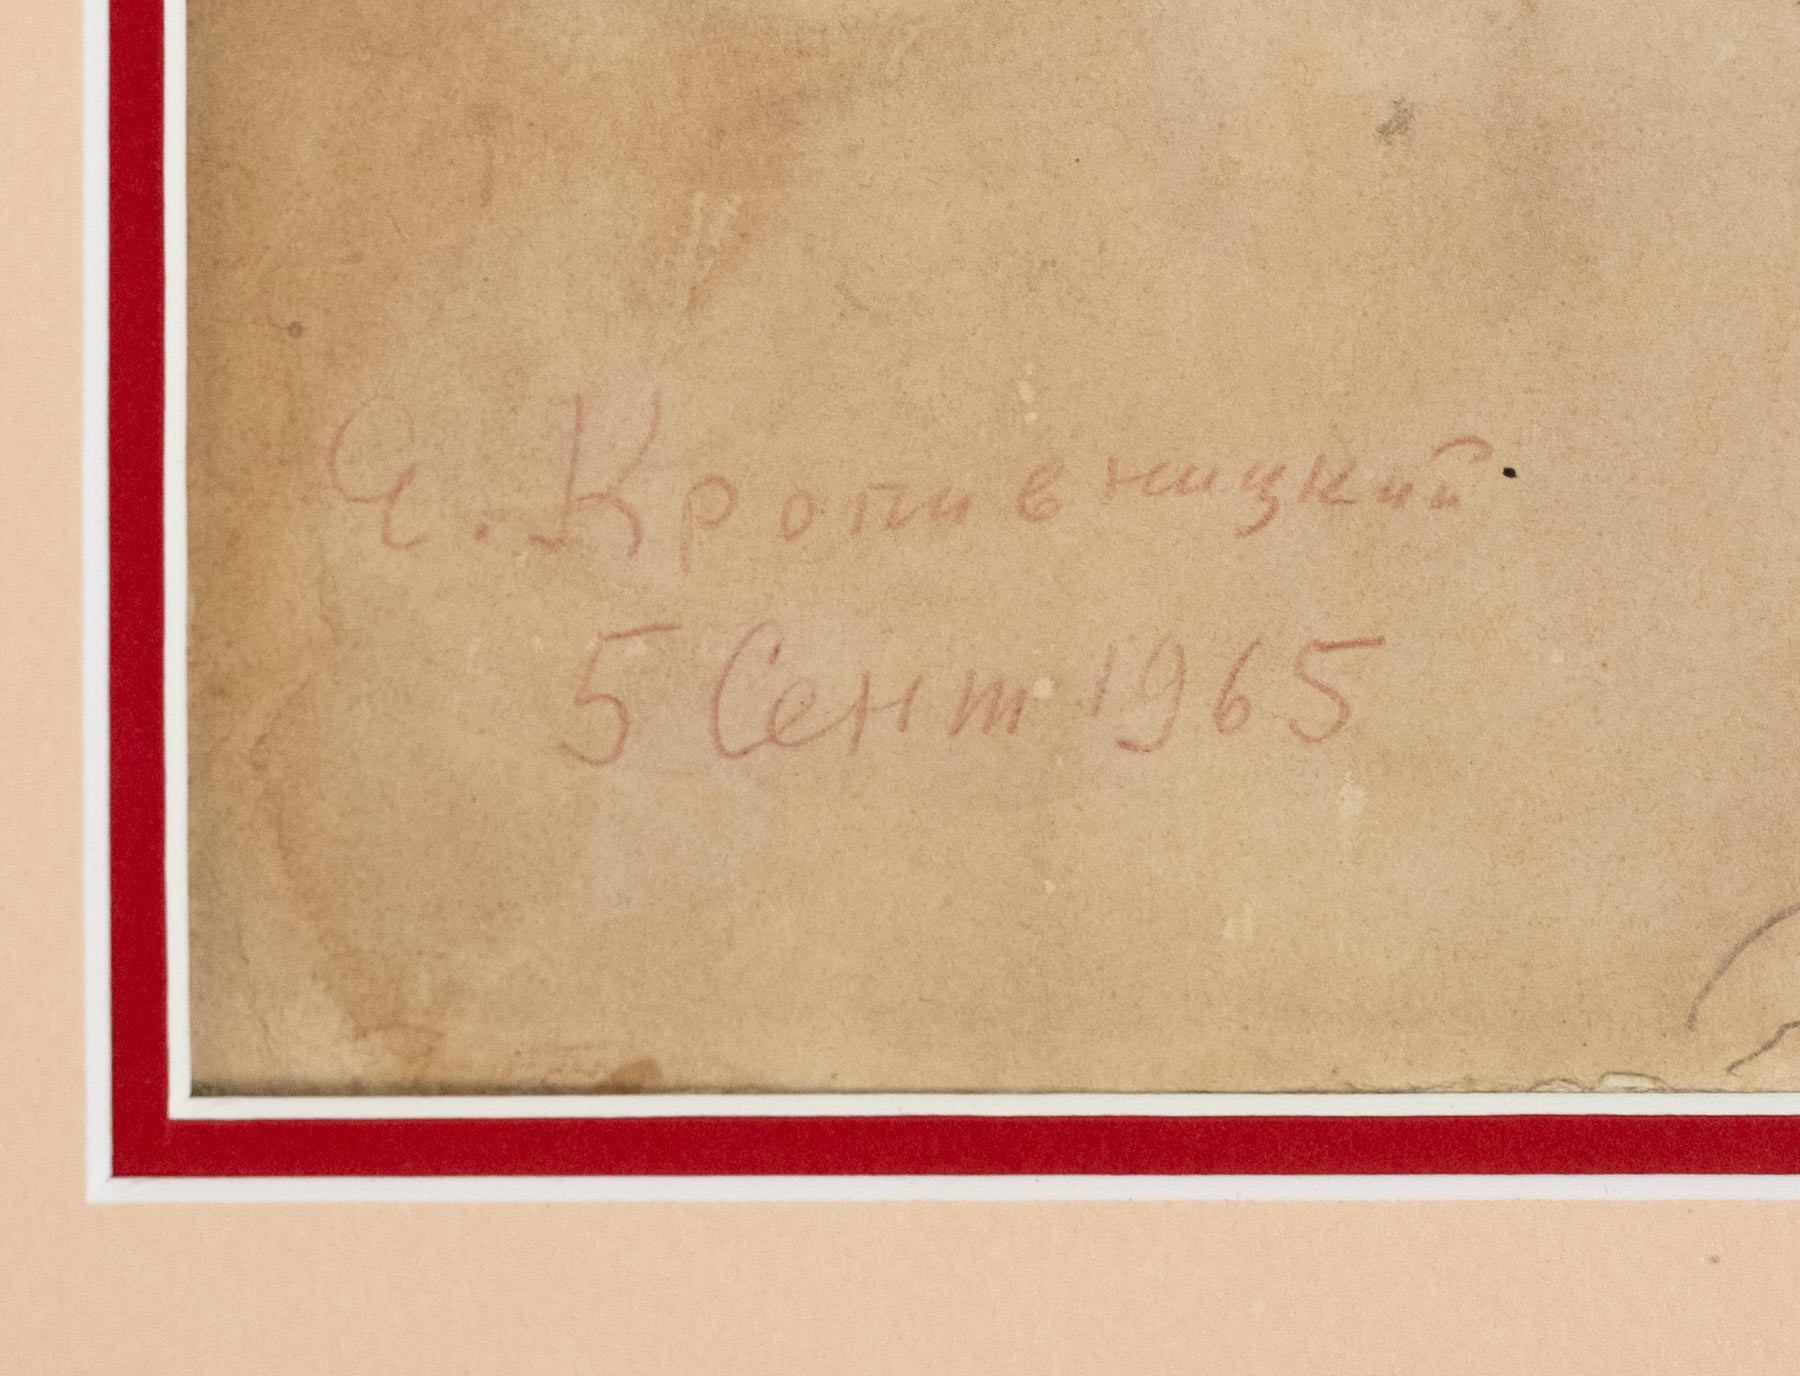 Е. Кропивницкий
5 Сент 1965